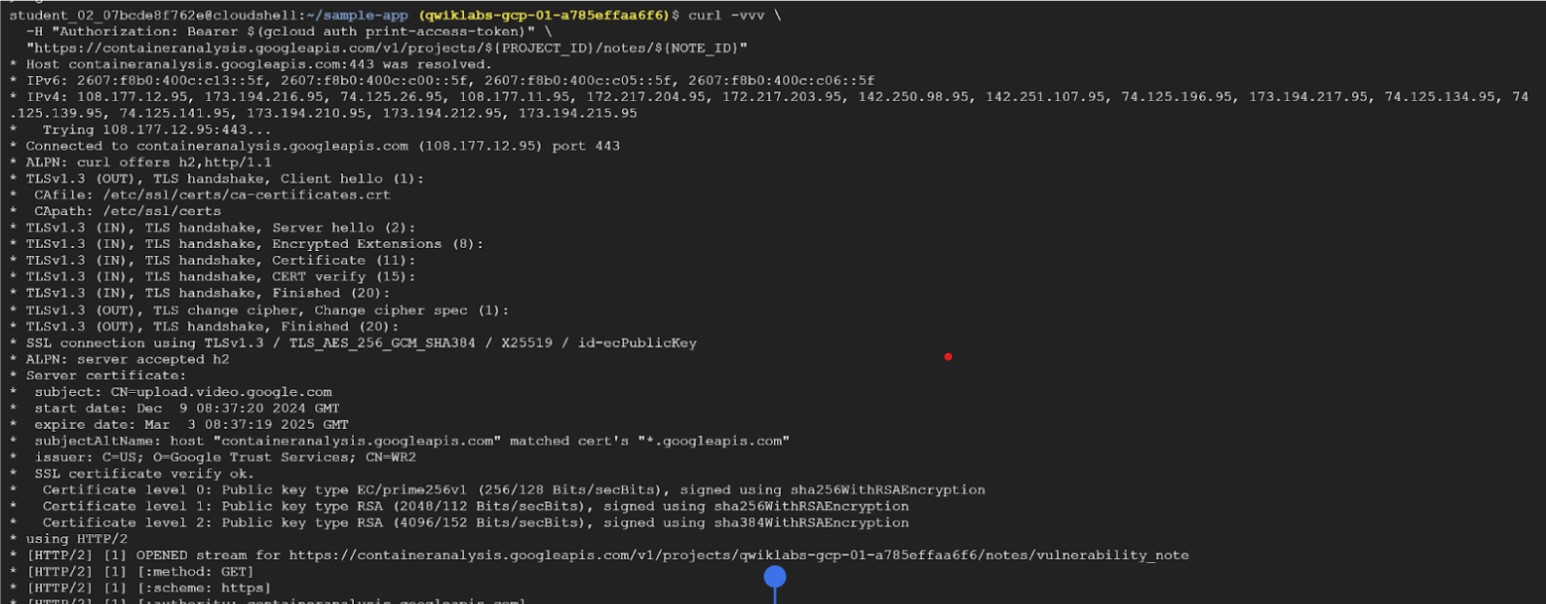 student_02_07bcde8f762e@cloudshell:~/sample-app (qwiklabs-gcp-01-a785effaa6f6)$ curl -vvv \
  -H "Authorization: Bearer $(gcloud auth print-access-token)" \
  "https://containeranalysis.googleapis.com/v1/projects/${PROJECT_ID}/notes/${NOTE_ID}"
* Host containeranalysis.googleapis.com:443 was resolved.
* IPv6: 2607:f8b0:400c:c13::5f, 2607:f8b0:400c:c00::5f, 2607:f8b0:400c:c05::5f, 2607:f8b0:400c:c06::5f
* IPv4: 108.177.12.95, 173.194.216.95, 74.125.26.95, 108.177.11.95, 172.217.204.95, 172.217.203.95, 142.250.98.95, 142.251.107.95, 74.125.196.95, 173.194.217.95, 74.125.134.95, 74
.125.139.95, 74.125.141.95, 173.194.210.95, 173.194.212.95, 173.194.215.95
*   Trying 108.177.12.95:443...
* Connected to containeranalysis.googleapis.com (108.177.12.95) port 443
* ALPN: curl offers h2,http/1.1
* TLSv1.3 (OUT), TLS handshake, Client hello (1):
*  CAfile: /etc/ssl/certs/ca-certificates.crt
*  CApath: /etc/ssl/certs
* TLSv1.3 (IN), TLS handshake, Server hello (2):
* TLSv1.3 (IN), TLS handshake, Encrypted Extensions (8):
* TLSv1.3 (IN), TLS handshake, Certificate (11):
* TLSv1.3 (IN), TLS handshake, CERT verify (15):
* TLSv1.3 (IN), TLS handshake, Finished (20):
* TLSv1.3 (OUT), TLS change cipher, Change cipher spec (1):
* TLSv1.3 (OUT), TLS handshake, Finished (20):
* SSL connection using TLSv1.3 / TLS_AES_256_GCM_SHA384 / X25519 / id-ecPublicKey
* ALPN: server accepted h2
* Server certificate:
*  subject: CN=upload.video.google.com
*  start date: Dec  9 08:37:20 2024 GMT
*  expire date: Mar  3 08:37:19 2025 GMT
*  subjectAltName: host "containeranalysis.googleapis.com" matched cert's "*.googleapis.com"
*  issuer: C=US; O=Google Trust Services; CN=WR2
*  SSL certificate verify ok.
*   Certificate level 0: Public key type EC/prime256v1 (256/128 Bits/secBits), signed using sha256WithRSAEncryption
*   Certificate level 1: Public key type RSA (2048/112 Bits/secBits), signed using sha256WithRSAEncryption
*   Certificate level 2: Public key type RSA (4096/152 Bits/secBits), signed using sha384WithRSAEncryption
* using HTTP/2
* [HTTP/2] [1] OPENED stream for https://containeranalysis.googleapis.com/v1/projects/qwiklabs-gcp-01-a785effaa6f6/notes/vulnerability_note
* [HTTP/2] [1] [:method: GET]
* [HTTP/2] [1] [:scheme: https]
* [HTTP/2] [1] [:authority: containeranalysis.googleapis.com]